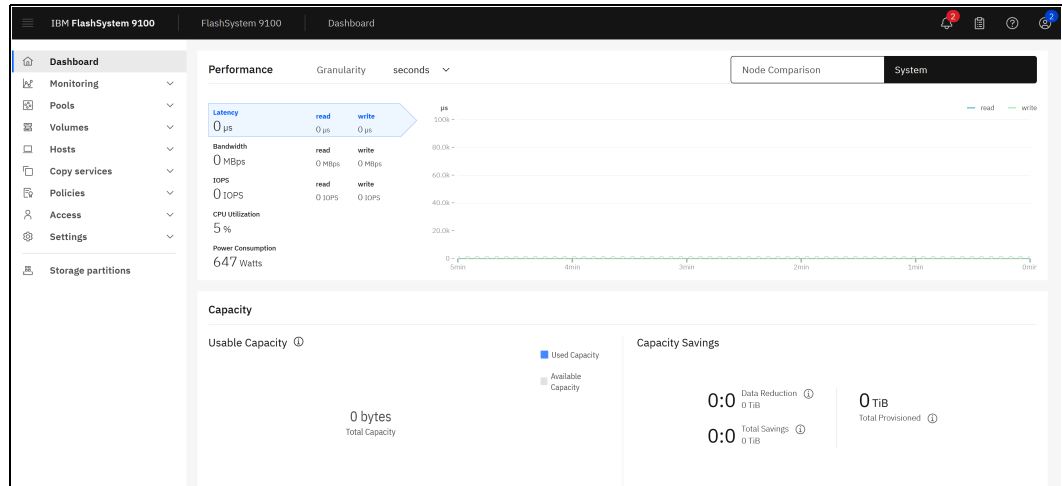 IBM FlashSystem 9100 FlashSystem 9100 Dashboard 2 2
Dashboard
Monitoring
Pools
Volumes
Hosts
Copy services
Policies
Access
Settings
Storage partitions
Performance Granularity seconds Node Comparison System
Latency
0 µs
read write
0 µs 0 µs
Bandwidth
0 MBps
read write
0 MBps 0 MBps
IOPS
0 IOPS
read write
0 IOPS 0 IOPS
CPU Utilization
5 %
Power Consumption
647 Watts
µs
read write
100k
80.0k
60.0k
40.0k
20.0k
0
5min 4min 3min 2min 1min 0min
Capacity
Usable Capacity
Used Capacity
Available
Capacity
0 bytes
Total Capacity
Capacity Savings
0:0 Data Reduction
0 TiB
0:0 Total Savings
0 TiB
0 TiB
Total Provisioned